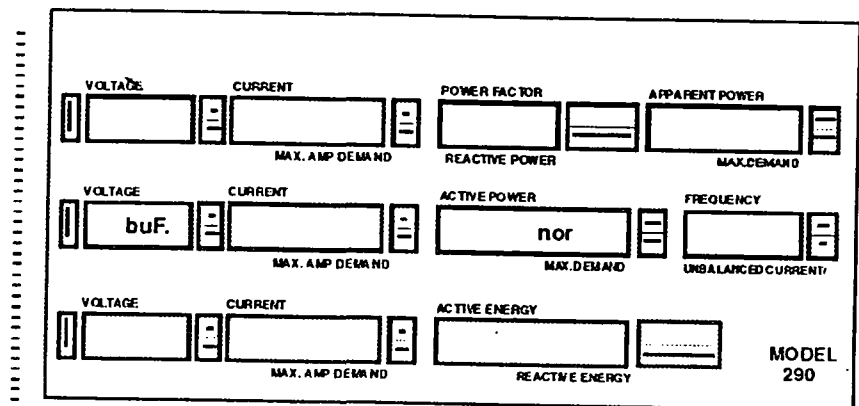 VOLTAGE CURRENT POWER FACTOR APPARENT POWER
MAX. AMP DEMAND REACTIVE POWER MAX.DEMAND
VOLTAGE CURRENT ACTIVE POWER FREQUENCY
buF. nor
MAX. AMP DEMAND MAX.DEMAND UNBALANCED CURRENT/
VOLTAGE CURRENT ACTIVE ENERGY
MAX. AMP DEMAND REACTIVE ENERGY
MODEL
290